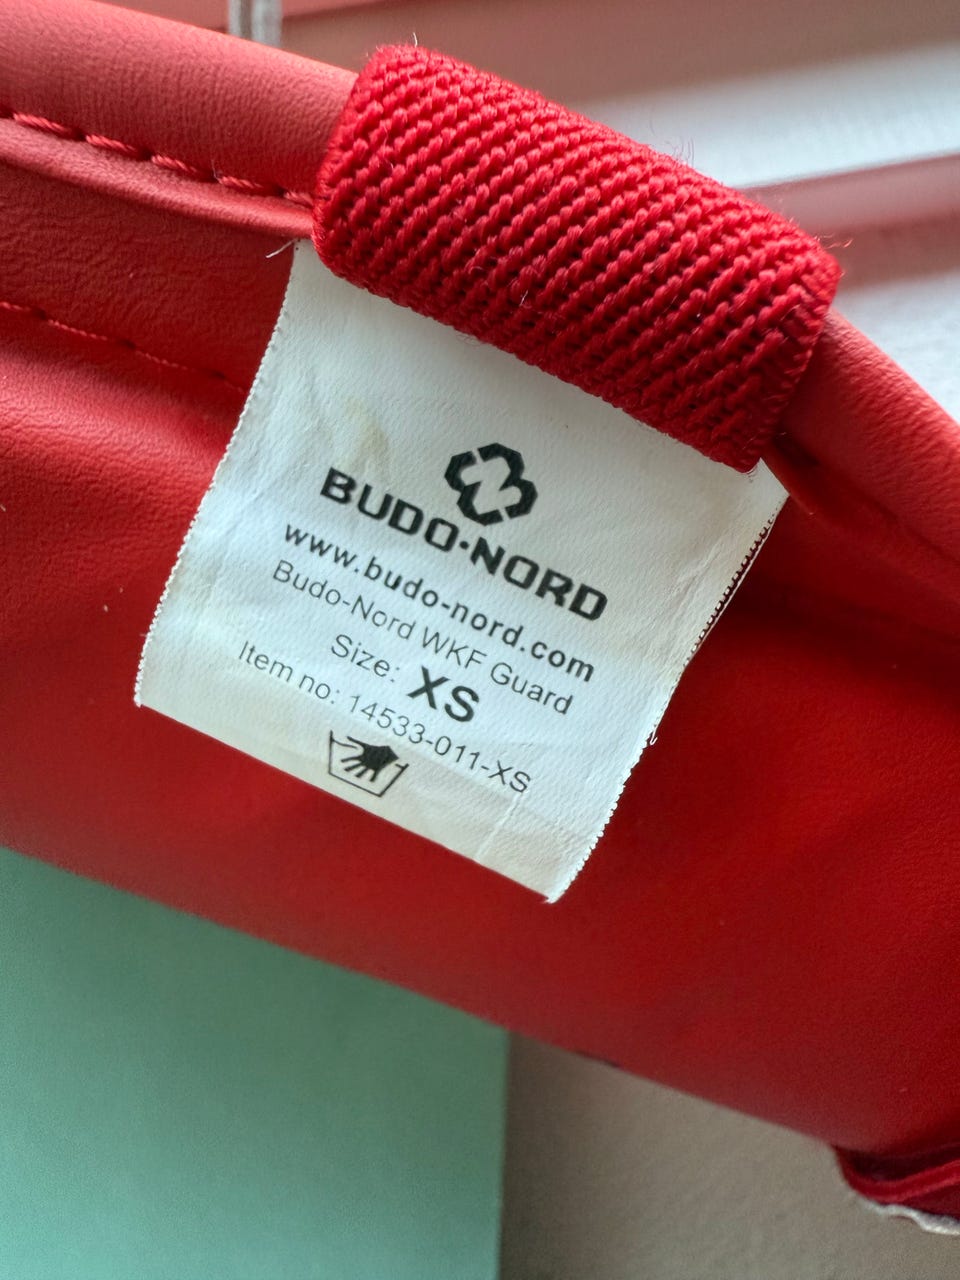 BUDO·NORD
www.budo-nord.com
Budo-Nord WKF Guard
Size: XS
Item no: 14533-011-XS